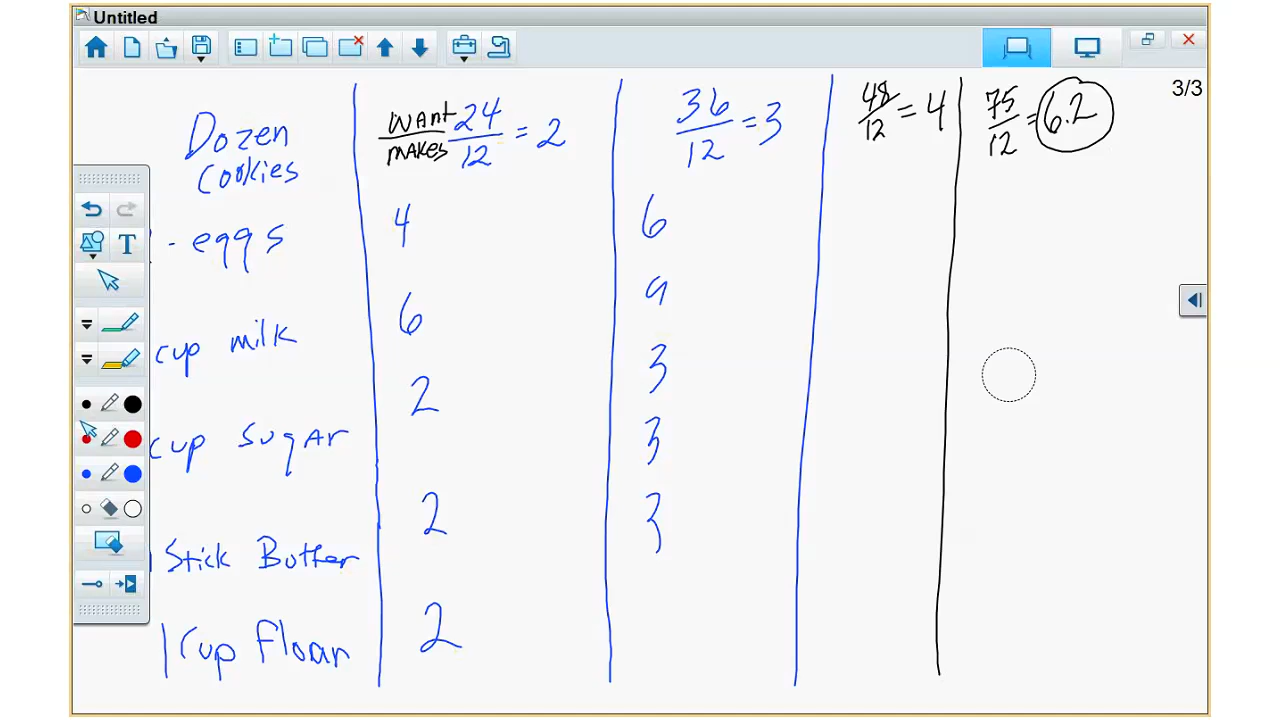 Untitled
3/3
Dozen cookies
want/makes 24/12 = 2
36/12 = 3
48/12 = 4
75/12 = 6.2
- eggs 4 6
cup milk 6 9
cup sugar 2 3
Stick Butter 2 3
1 Cup Floar 2 3
T